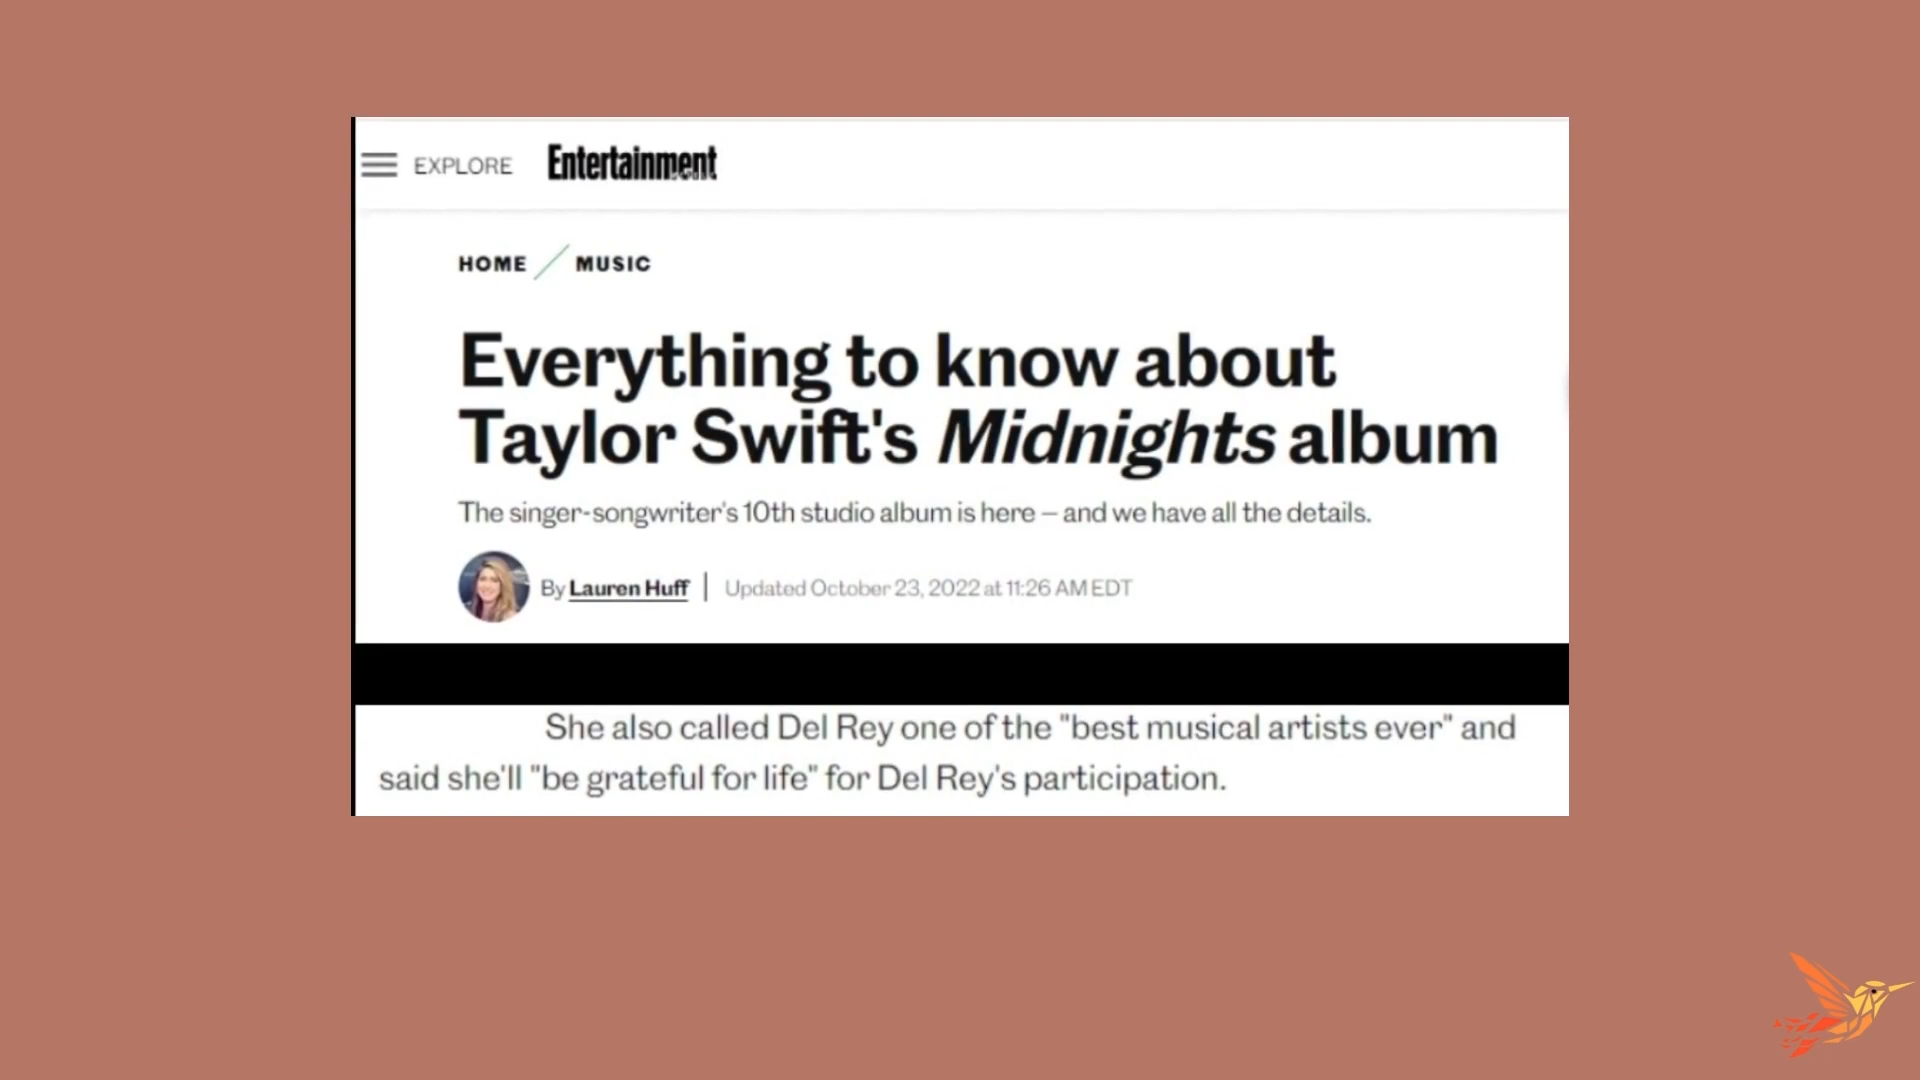 EXPLORE Entertainment
HOME / MUSIC
Everything to know about
Taylor Swift's Midnights album
The singer-songwriter's 10th studio album is here – and we have all the details.
By Lauren Huff | Updated October 23, 2022 at 11:26 AM EDT
She also called Del Rey one of the "best musical artists ever" and
said she'll "be grateful for life" for Del Rey's participation.